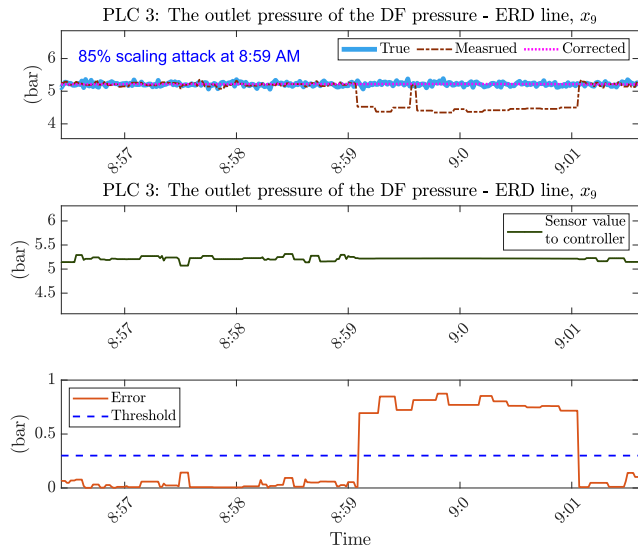 PLC 3: The outlet pressure of the DF pressure - ERD line, x₉
85% scaling attack at 8:59 AM
True
Measrued
Corrected
(bar)
6
5
4
8:57
8:58
8:59
9:0
9:01
PLC 3: The outlet pressure of the DF pressure - ERD line, x₉
Sensor value
to controller
(bar)
6
5.5
5
4.5
8:57
8:58
8:59
9:0
9:01
Error
Threshold
(bar)
1
0.5
0
8:57
8:58
8:59
9:0
9:01
Time